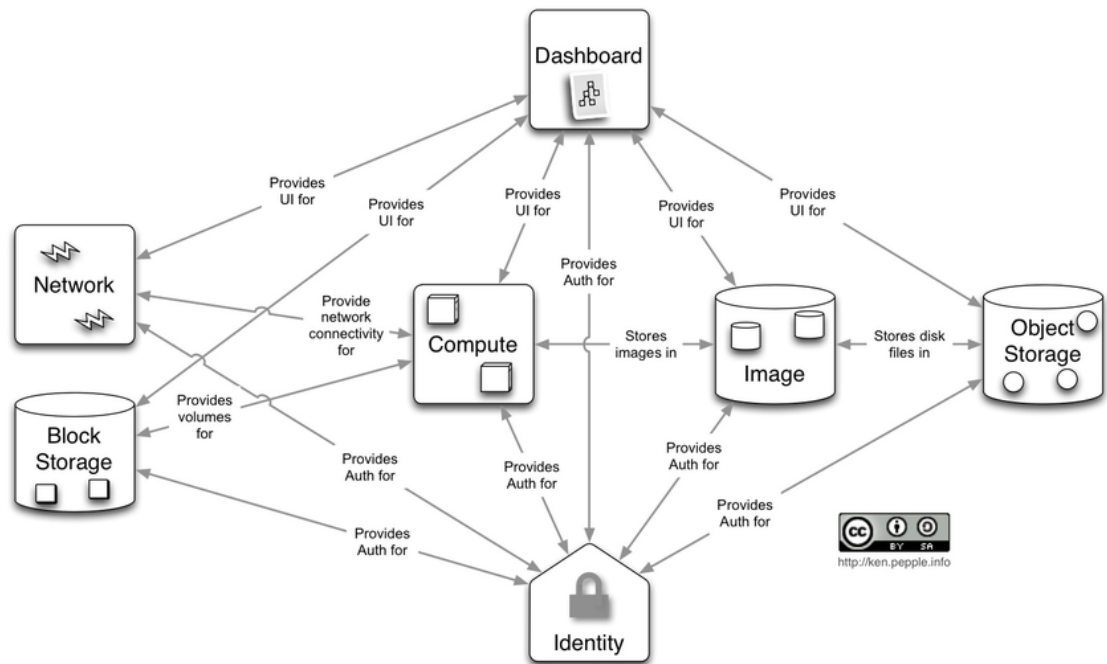 Dashboard
Provides
UI for
Provides
UI for
Provides
UI for
Provides
UI for
Provides
UI for
Provides
Auth for
Network
Provide
network
connectivity
for
Compute
Stores
images in
Image
Stores disk
files in
Object
Storage
Block
Storage
Provides
volumes
for
Provides
Auth for
Provides
Auth for
Provides
Auth for
Provides
Auth for
Provides
Auth for
Identity
cc
BY SA
http://ken.pepple.info